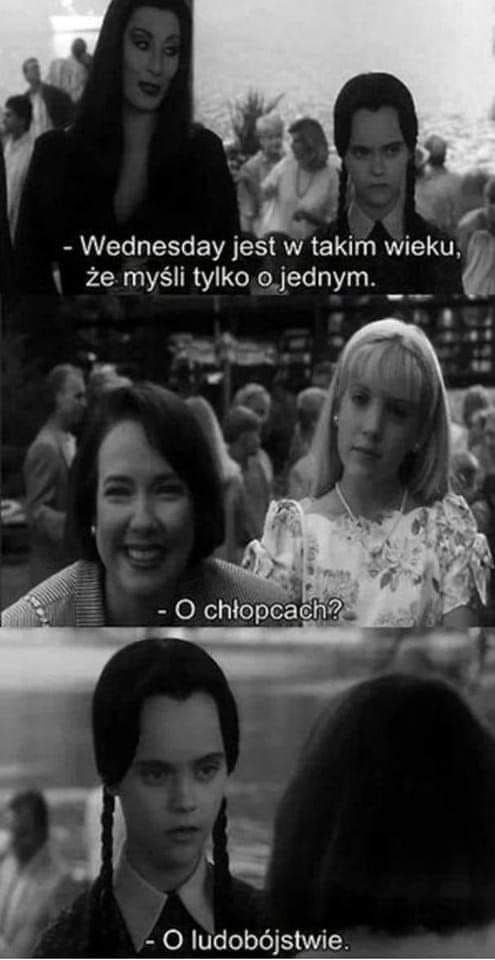 - Wednesday jest w takim wieku,
że myśli tylko o jednym.
- O chłopcach?
- O ludobójstwie.